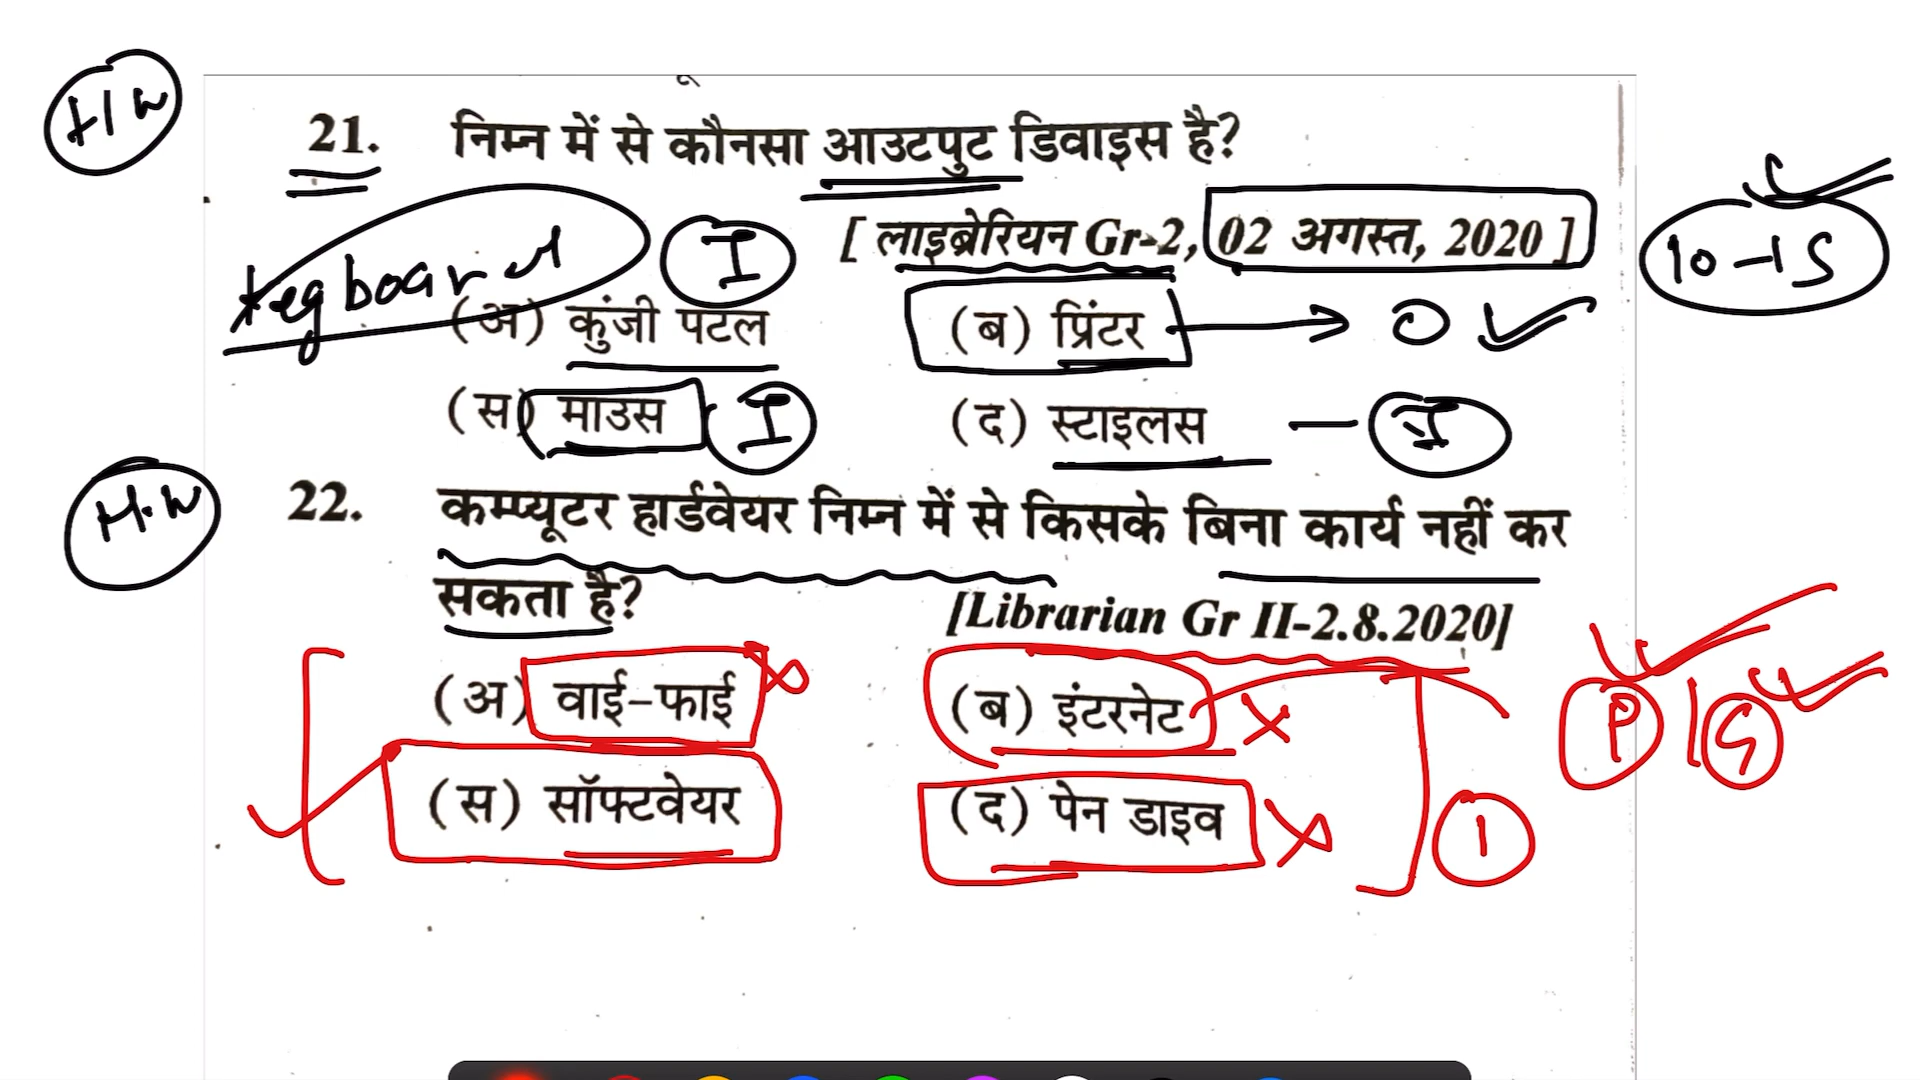 H/W
21. निम्न में से कौनसा आउटपुट डिवाइस है?
[ लाइब्रेरियन Gr-2, 02 अगस्त, 2020 ]
10-15
Keyboard
I
(अ) कुंजी पटल (ब) प्रिंटर O
(स) माउस I (द) स्टाइलस I
H.W
22. कम्प्यूटर हार्डवेयर निम्न में से किसके बिना कार्य नहीं कर
सकता है? [Librarian Gr II-2.8.2020]
(अ) वाई-फाई (ब) इंटरनेट
P
(स) सॉफ्टवेयर (द) पेन डाइव 1